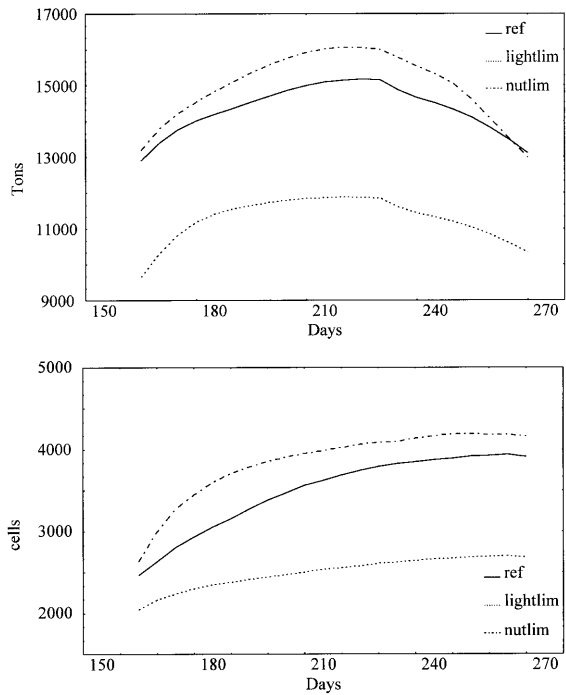 17000
15000
13000
11000
9000
Tons
ref
lightlim
nutlim
150 180 210 240 270
Days
5000
4000
3000
2000
cells
ref
lightlim
nutlim
150 180 210 240 270
Days